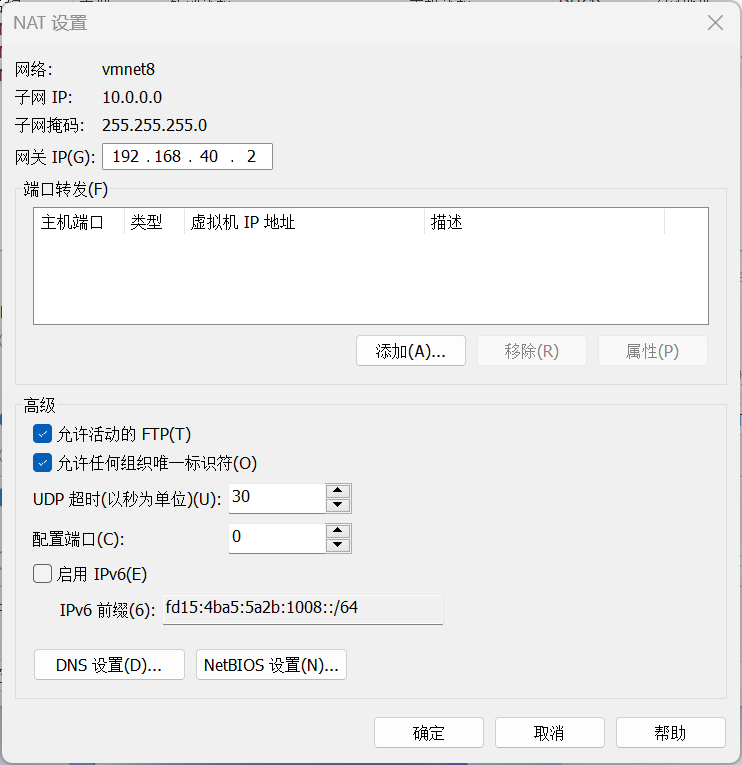 NAT 设置
网络: vmnet8
子网 IP: 10.0.0.0
子网掩码: 255.255.255.0
网关 IP(G): 192 . 168 . 40 . 2
端口转发(F)
主机端口 类型 虚拟机 IP 地址 描述
添加(A)... 移除(R) 属性(P)
高级
允许活动的 FTP(T)
允许任何组织唯一标识符(O)
UDP 超时(以秒为单位)(U): 30
配置端口(C): 0
启用 IPv6(E)
IPv6 前缀(6): fd15:4ba5:5a2b:1008::/64
DNS 设置(D)... NetBIOS 设置(N)...
确定 取消 帮助